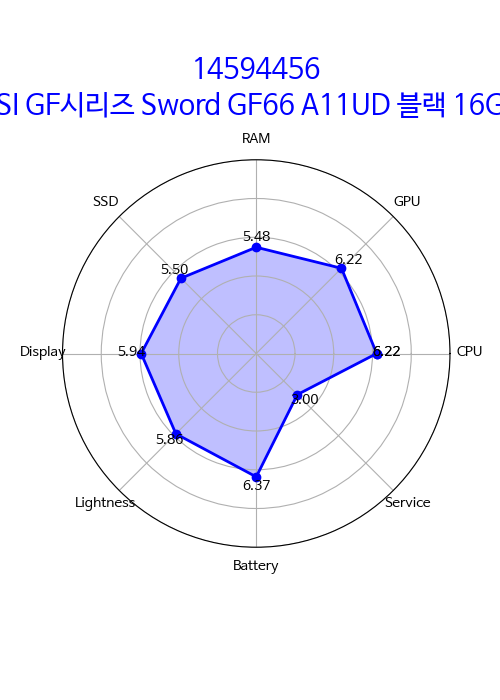 14594456
SI GF시리즈 Sword GF66 A11UD 블랙 16G
RAM
SSD
GPU
5.48
6.22
5.50
Display
5.94
6.22
CPU
5.86
.00
Lightness
6.37
Service
Battery